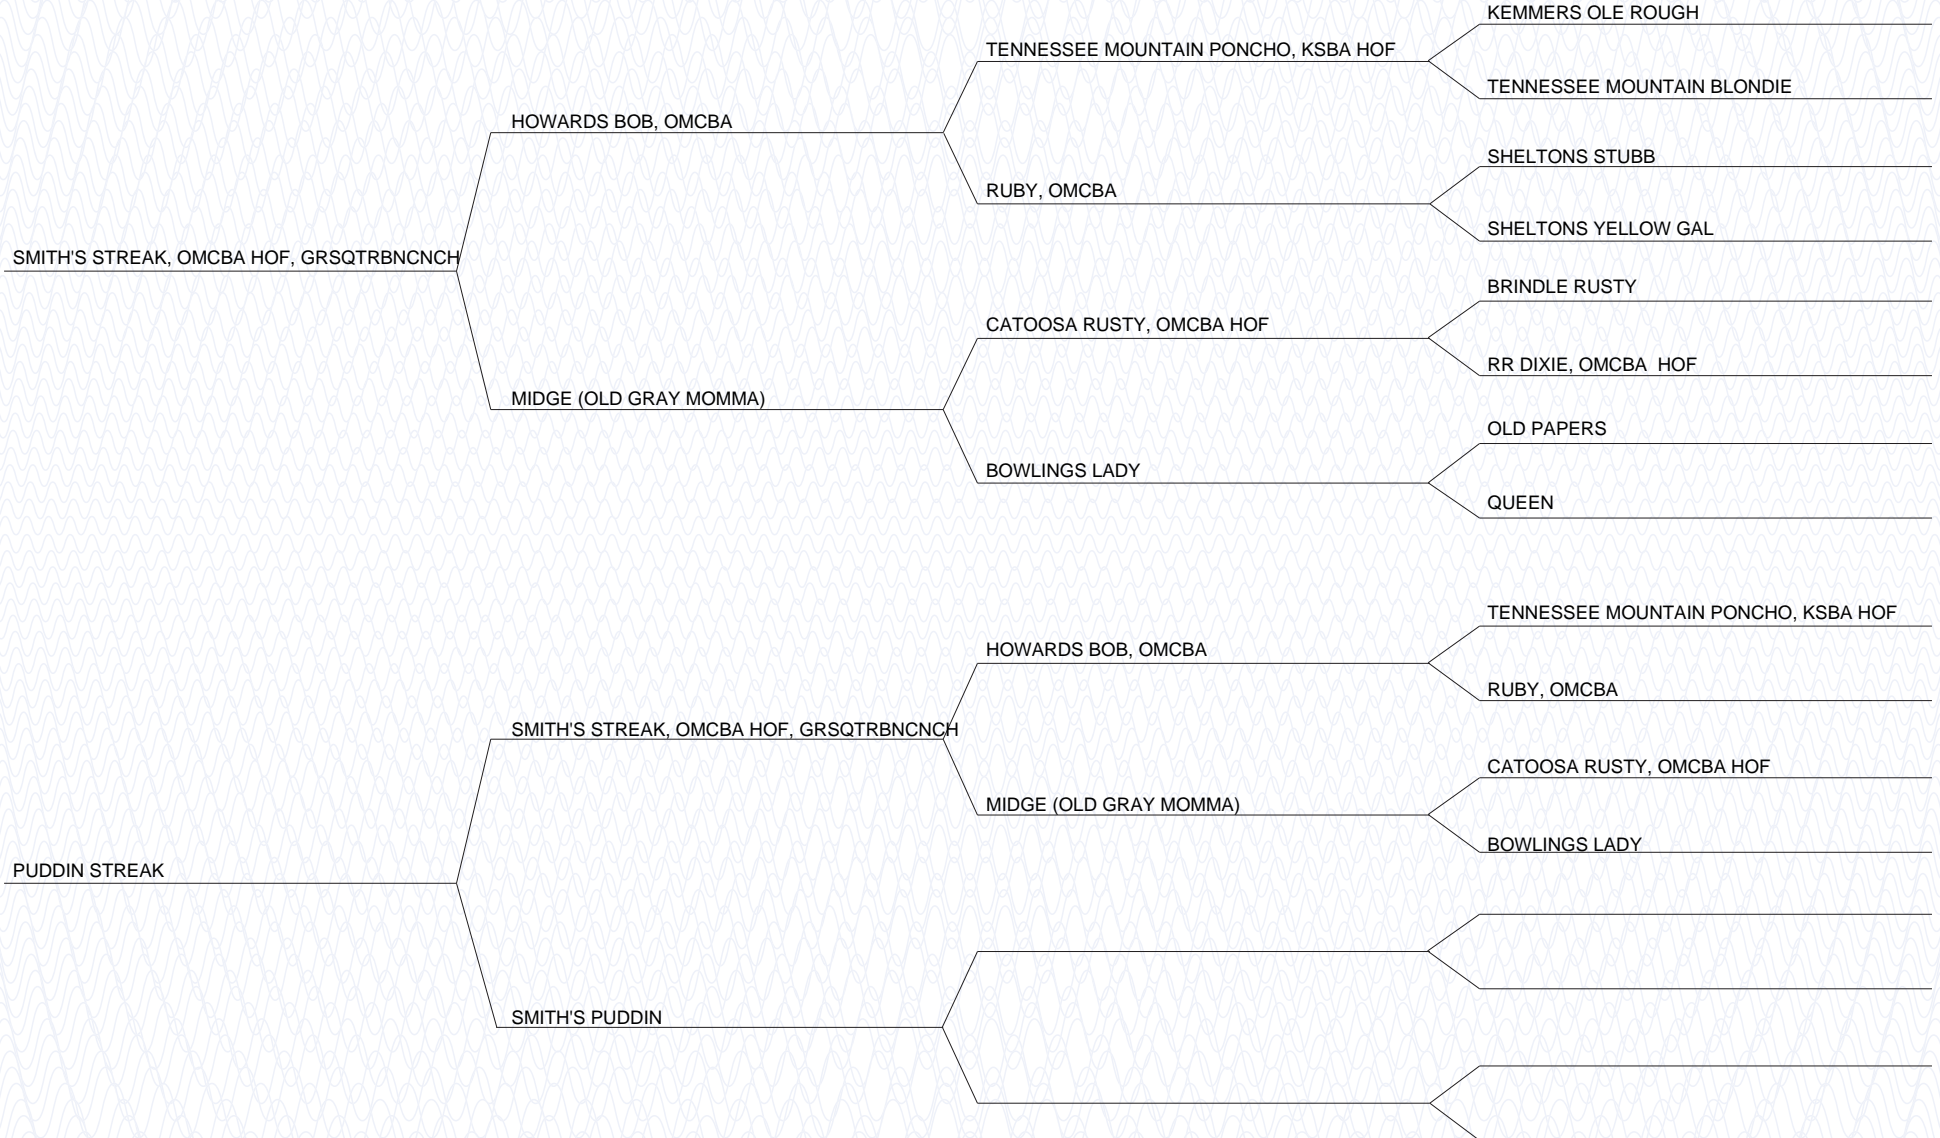 KEMMERS OLE ROUGH
TENNESSEE MOUNTAIN PONCHO, KSBA HOF
TENNESSEE MOUNTAIN BLONDIE
HOWARDS BOB, OMCBA
SHELTONS STUBB
RUBY, OMCBA
SHELTONS YELLOW GAL
SMITH'S STREAK, OMCBA HOF, GRSQTRBNCNCH
BRINDLE RUSTY
CATOOSA RUSTY, OMCBA HOF
RR DIXIE, OMCBA  HOF
MIDGE (OLD GRAY MOMMA)
OLD PAPERS
BOWLINGS LADY
QUEEN
TENNESSEE MOUNTAIN PONCHO, KSBA HOF
HOWARDS BOB, OMCBA
RUBY, OMCBA
SMITH'S STREAK, OMCBA HOF, GRSQTRBNCNCH
CATOOSA RUSTY, OMCBA HOF
MIDGE (OLD GRAY MOMMA)
BOWLINGS LADY
PUDDIN STREAK
SMITH'S PUDDIN